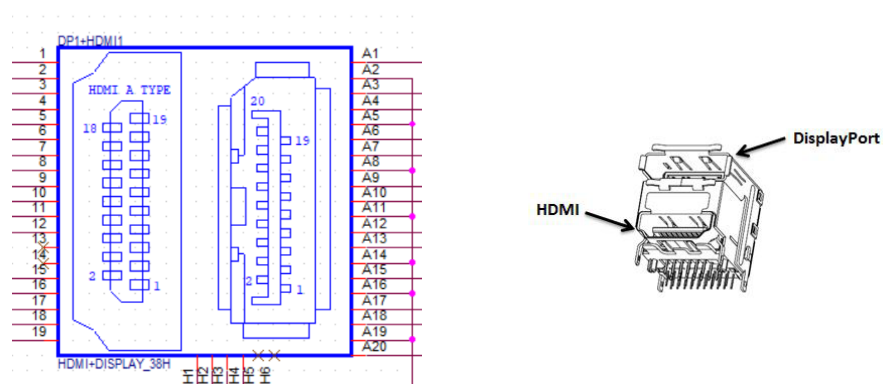 DP1+HDMI1
1
2
3
4
5
6
7
8
9
10
11
12
13
14
15
16
17
18
19
HDMI A TYPE
19
18
2
1
20
19
2
1
A1
A2
A3
A4
A5
A6
A7
A8
A9
A10
A11
A12
A13
A14
A15
A16
A17
A18
A19
A20
HDMI+DISPLAY_38H
H1
H2
H3
H4
H5
H6
DisplayPort
HDMI